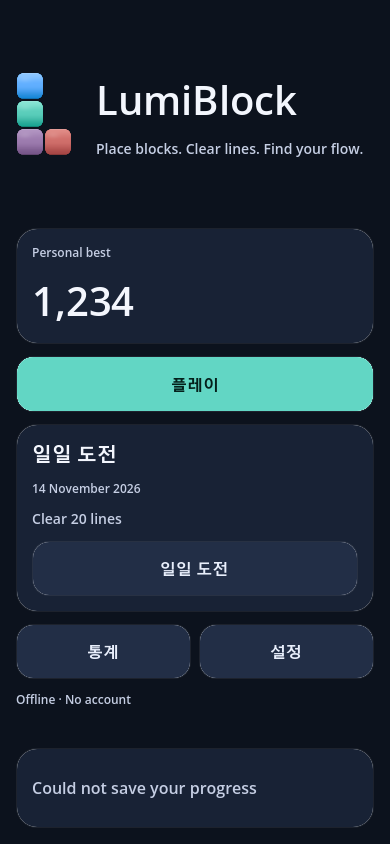 LumiBlock
Place blocks. Clear lines. Find your flow.
Personal best
1,234
플레이
일일 도전
14 November 2026
Clear 20 lines
일일 도전
통계
설정
Offline · No account
Could not save your progress